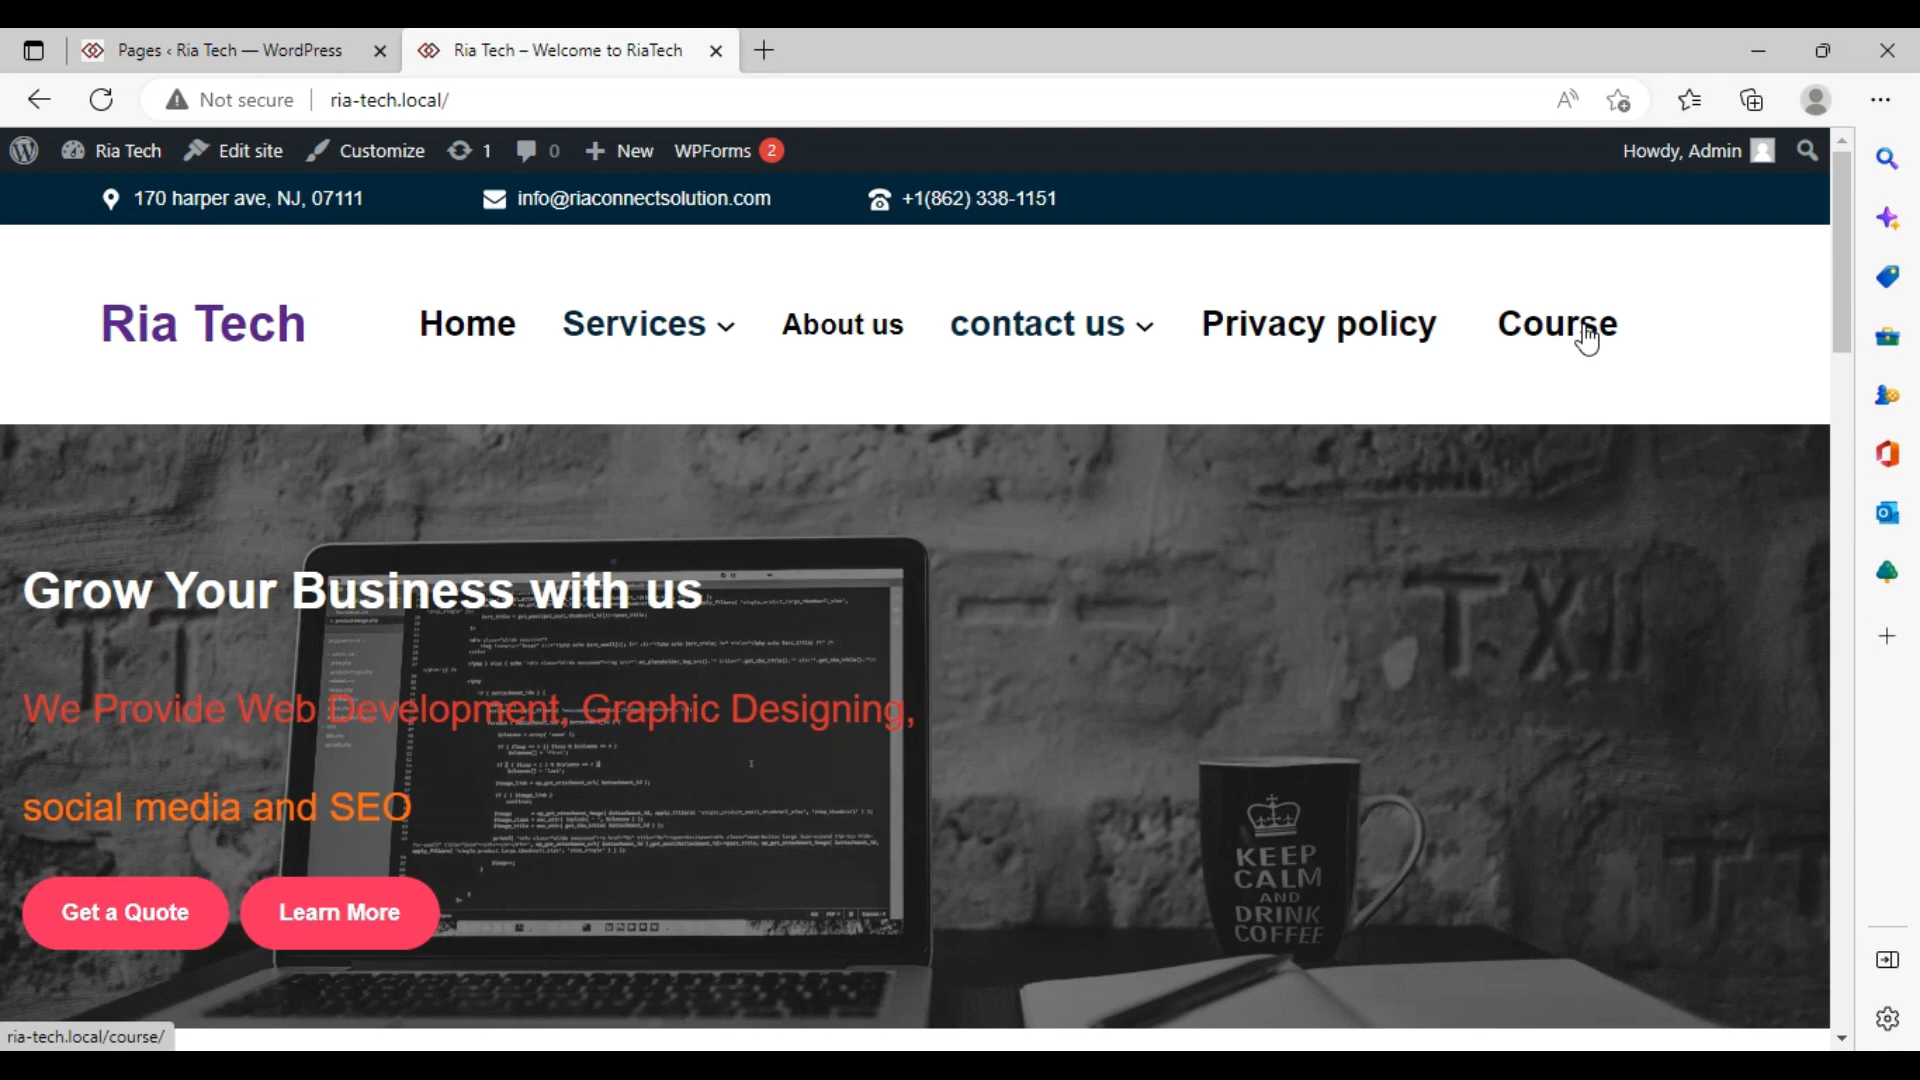 Pages ‹ Ria Tech — WordPress
Ria Tech – Welcome to RiaTech
Not secure
ria-tech.local/
Ria Tech
Edit site
Customize
1
0
New
WPForms 2
Howdy, Admin
170 harper ave, NJ, 07111
info@riaconnectsolution.com
+1(862) 338-1151
Ria Tech
Home
Services
About us
contact us
Privacy policy
Course
Grow Your Business with us
We Provide Web Development, Graphic Designing,
social media and SEO
Get a Quote
Learn More
KEEP
CALM
AND
DRINK
COFFEE
ria-tech.local/course/